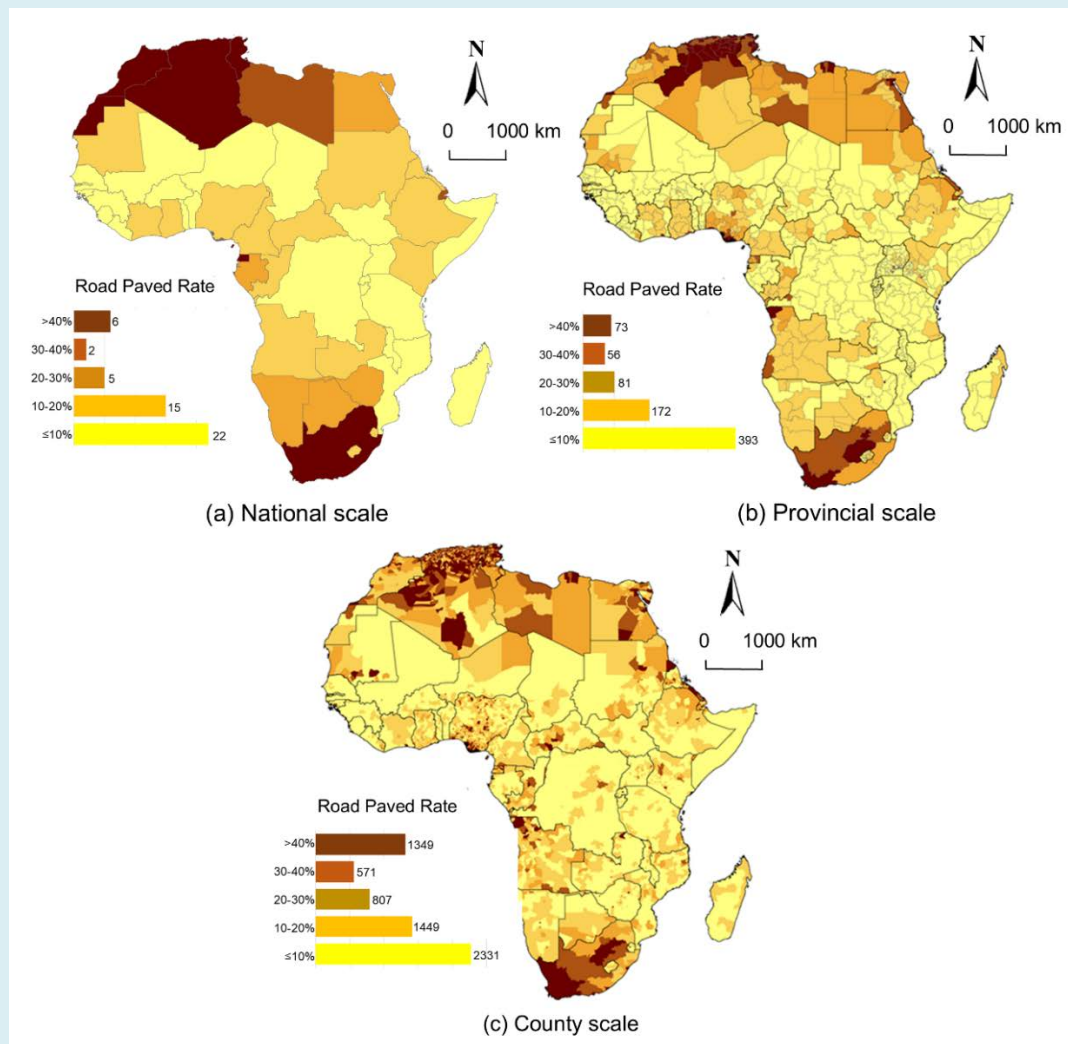 N
0 1000 km
Road Paved Rate
>40% 6
30-40% 2
20-30% 5
10-20% 15
≤10% 22
(a) National scale
N
0 1000 km
Road Paved Rate
>40% 73
30-40% 56
20-30% 81
10-20% 172
≤10% 393
(b) Provincial scale
N
0 1000 km
Road Paved Rate
>40% 1349
30-40% 571
20-30% 807
10-20% 1449
≤10% 2331
(c) County scale